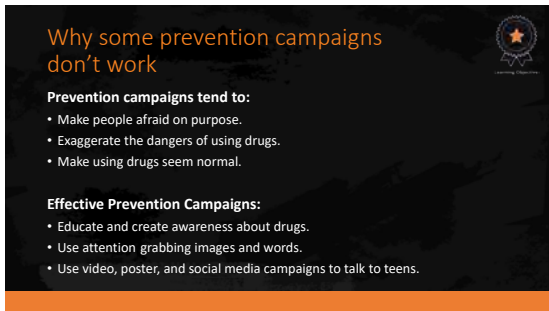 Why some prevention campaigns
don't work
Learning Objective
Prevention campaigns tend to:
• Make people afraid on purpose.
• Exaggerate the dangers of using drugs.
• Make using drugs seem normal.
Effective Prevention Campaigns:
• Educate and create awareness about drugs.
• Use attention grabbing images and words.
• Use video, poster, and social media campaigns to talk to teens.